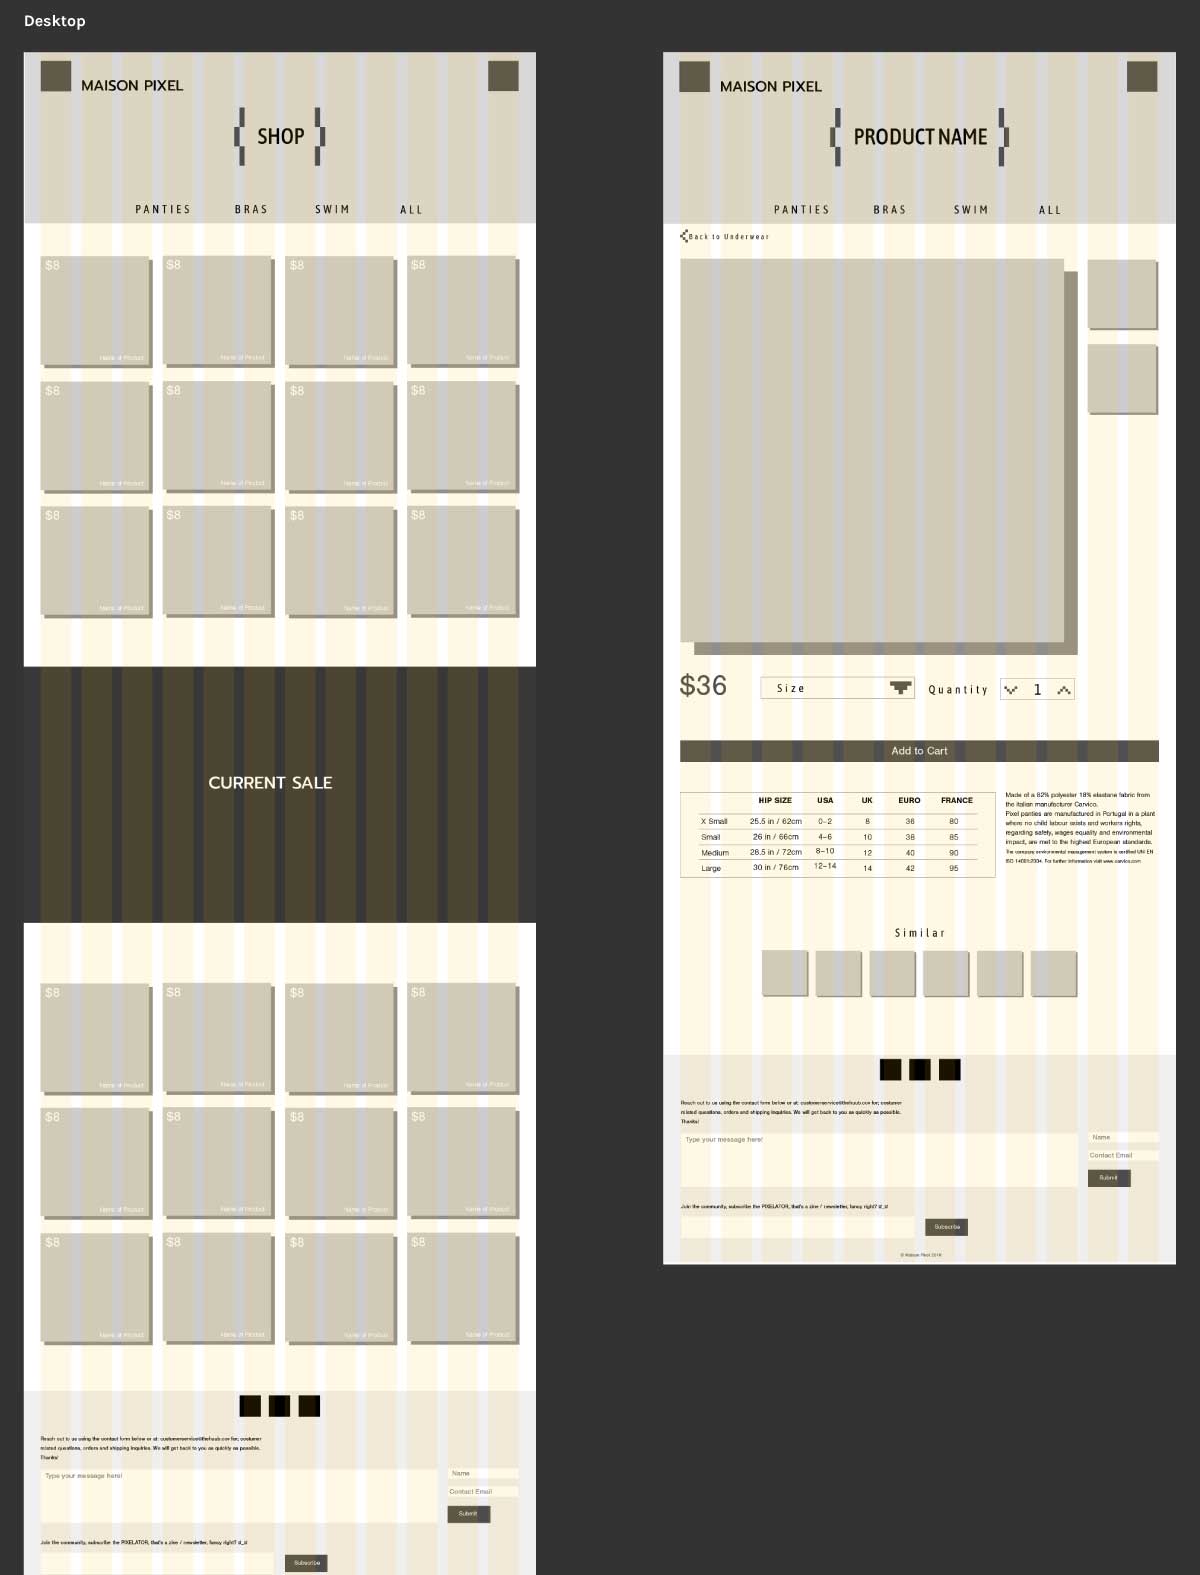 Desktop
MAISON PIXEL
SHOP
PANTIES BRAS SWIM ALL
$8 $8 $8 $8
Name of Product Name of Product Name of Product Name of Product
$8 $8 $8 $8
Name of Product Name of Product Name of Product Name of Product
$8 $8 $8 $8
Name of Product Name of Product Name of Product Name of Product
CURRENT SALE
$8 $8 $8 $8
Name of Product Name of Product Name of Product Name of Product
$8 $8 $8 $8
Name of Product Name of Product Name of Product Name of Product
$8 $8 $8 $8
Name of Product Name of Product Name of Product Name of Product
Reach out to us using the contact form below or at: for; costumer
related questions, orders and shipping inquiries. We will get back to you as quickly as possible.
Thanks!
Type your message here!
Name
Contact Email
Submit
Join the community, subscribe the PIXELATOR, that's a zine / newsletter, fancy right?
Subscribe
MAISON PIXEL
PRODUCT NAME
PANTIES BRAS SWIM ALL
Back to Underwear
$36 Size Quantity 1
Add to Cart
HIP SIZE USA UK EURO FRANCE
X Small 25.5 in / 62cm 0–2 8 36 80
Small 26 in / 66cm 4–6 10 38 85
Medium 28.5 in / 72cm 8–10 12 40 90
Large 30 in / 76cm 12–14 14 42 95
Made of a 82% polyester 18% elastane fabric from
the italian manufacturer Carvico.
Pixel panties are manufactured in Portugal in a plant
where no child labour exists and workers rights,
regarding safety, wages equality and environmental
impact, are met to the highest European standards.
The company environmental management system is certified UNI EN
ISO 14001:2004. For further information visit www.carvico.com
Similar
Reach out to us using the contact form below or at: for; costumer
related questions, orders and shipping inquiries. We will get back to you as quickly as possible.
Thanks!
Type your message here!
Name
Contact Email
Submit
Join the community, subscribe the PIXELATOR, that's a zine / newsletter, fancy right?
Subscribe
© Maison Pixel